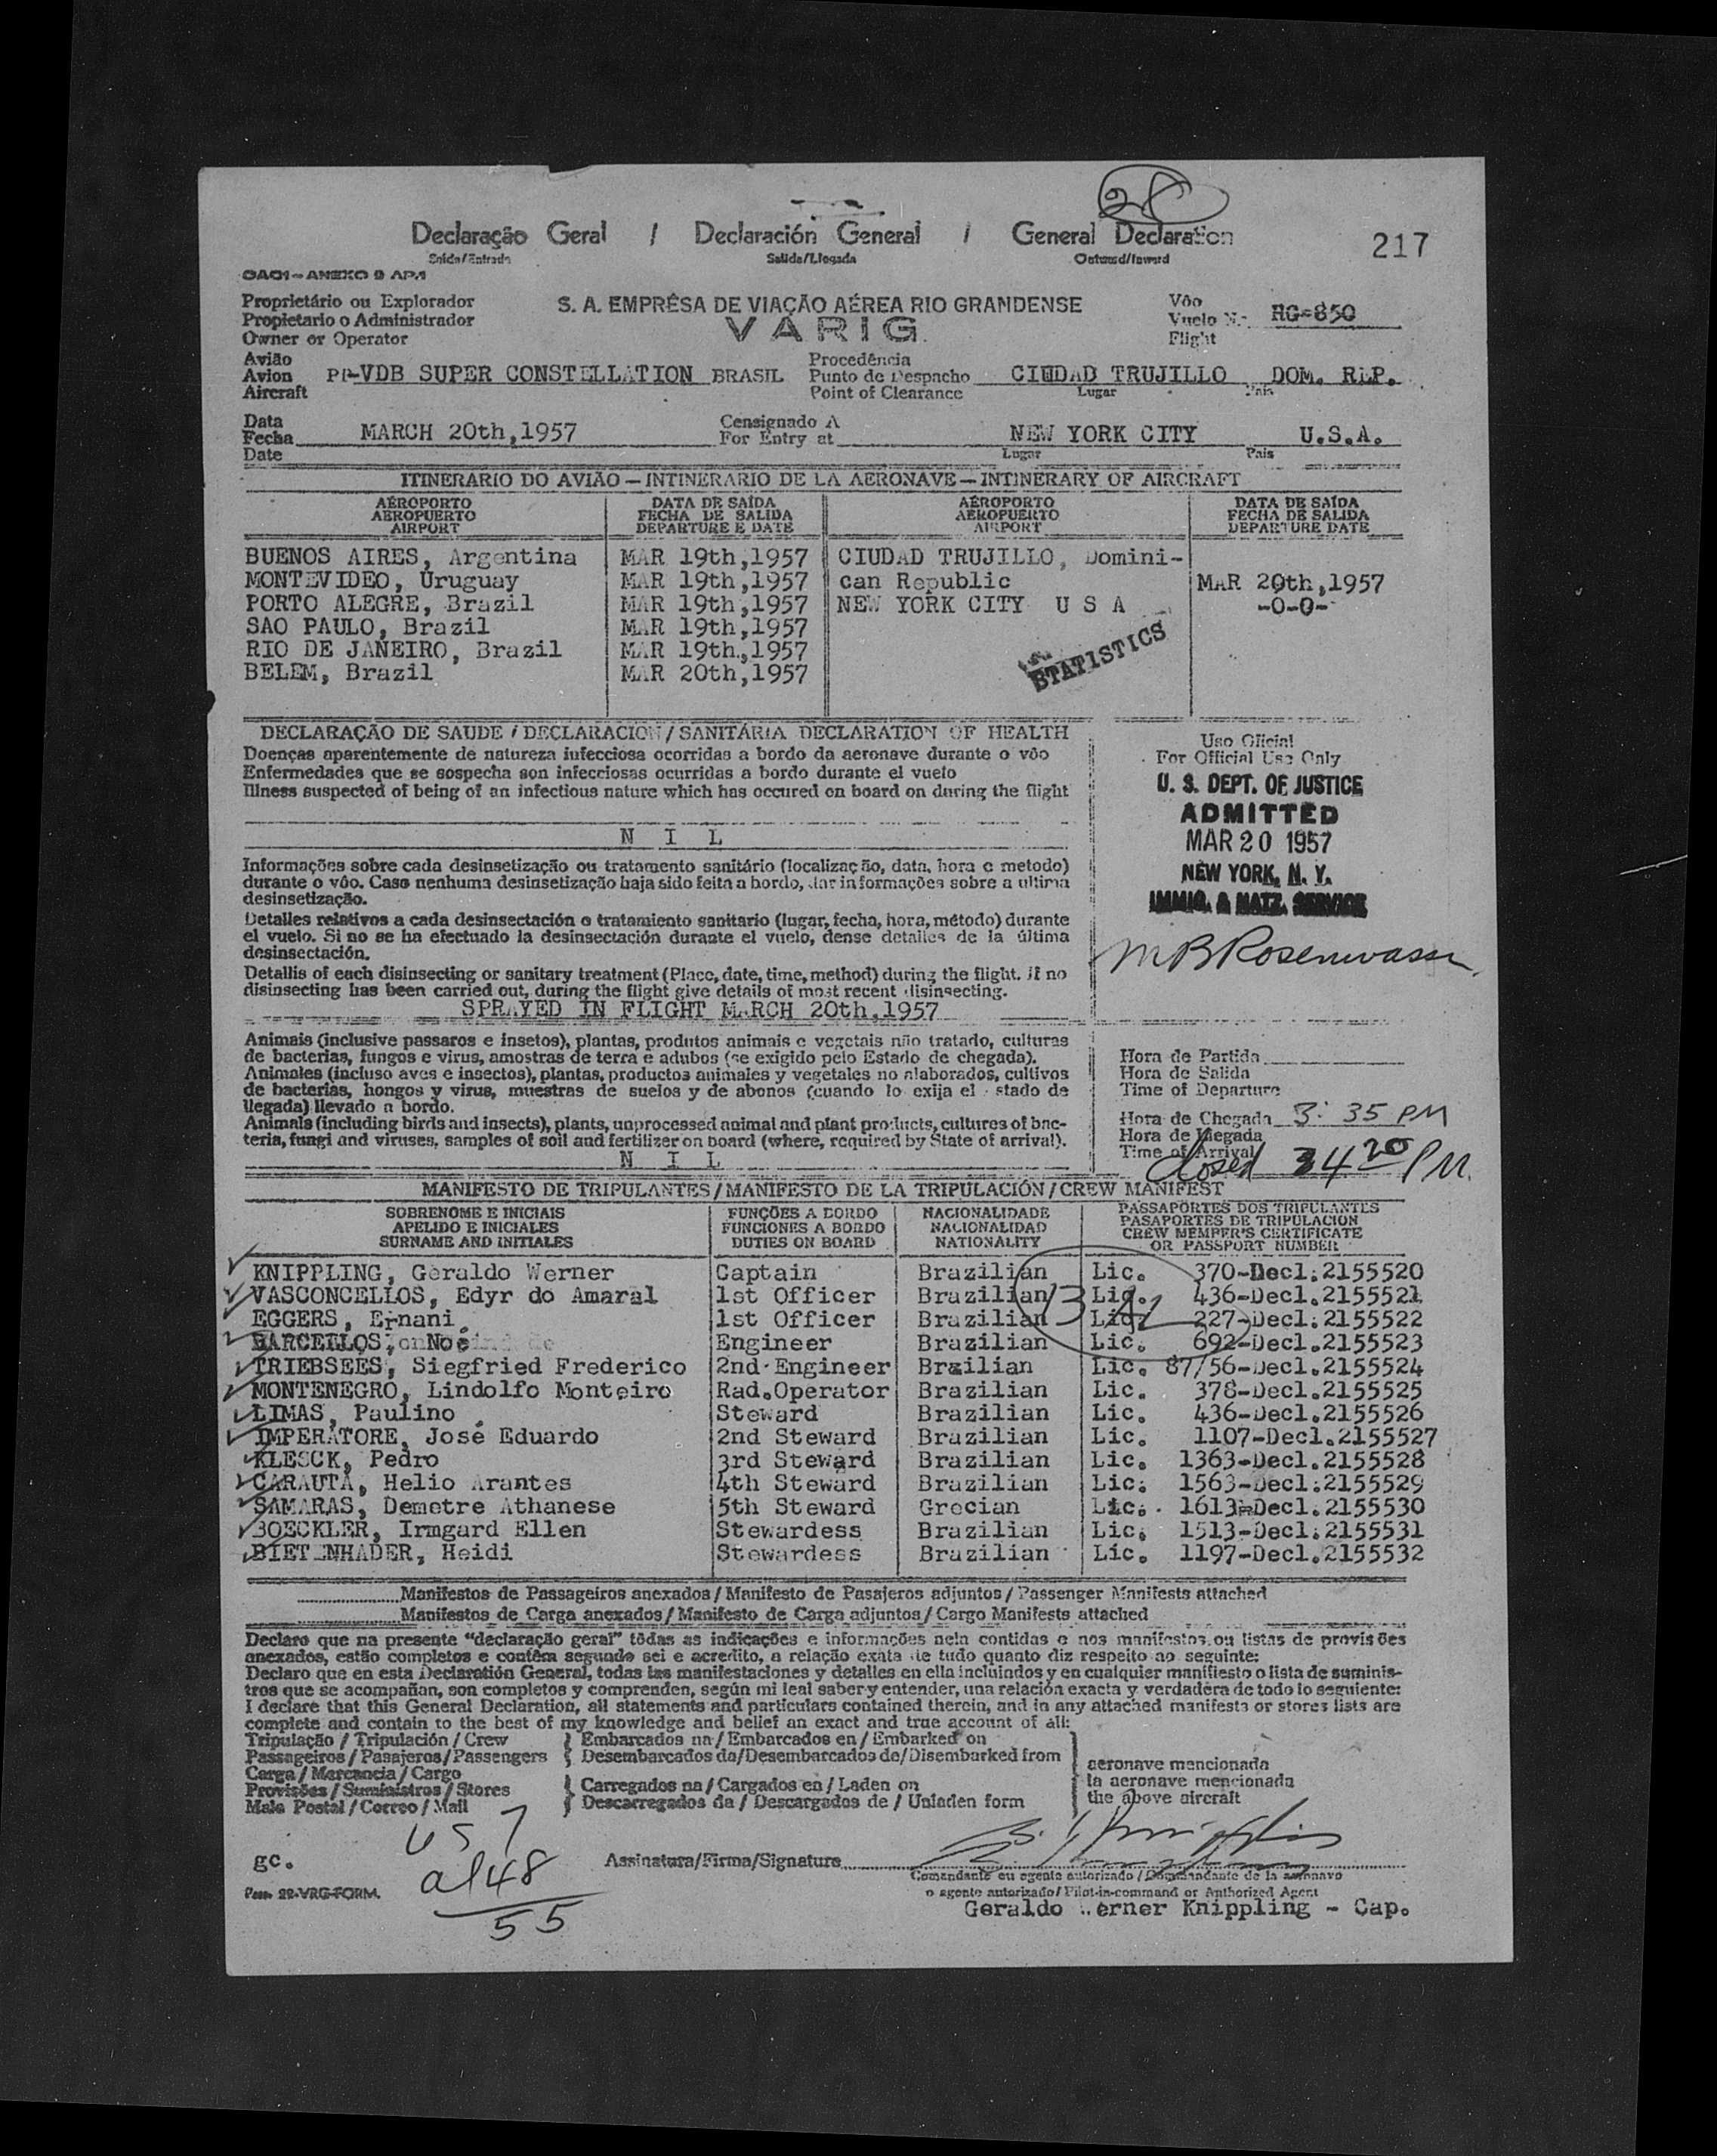 28
Declaração Geral / Declaración General / General Declaration
Saída/Entrada Salida/Llegada Outward/Inward
217
OACI-ANEXO 9 AP.1
Proprietário ou Explorador
Propietario o Administrador
Owner or Operator
S. A. EMPRÊSA DE VIAÇÃO AÉREA RIO GRANDENSE
VARIG
Vôo
Vuelo N.º RG-850
Flight
Avião
Avion PP-VDB SUPER CONSTELLATION BRASIL
Aircraft
Procedência
Punto de Despacho CIUDAD TRUJILLO DOM. REP.
Point of Clearance Lugar Pais
Data
Fecha MARCH 20th,1957
Date
Censignado A
For Entry at NEW YORK CITY U.S.A.
Lugar Pais
ITINERARIO DO AVIÃO — INTINERARIO DE LA AERONAVE — INTINERARY OF AIRCRAFT
AÉROPORTO AEROPUERTO AIRPORT
DATA DE SAÍDA FECHA DE SALIDA DEPARTURE E DATE
AÉROPORTO AEROPUERTO AIRPORT
DATA DE SAÍDA FECHA DE SALIDA DEPARTURE DATE
BUENOS AIRES, Argentina MAR 19th,1957 CIUDAD TRUJILLO, Domini-
MONTEVIDEO, Uruguay MAR 19th,1957 can Republic MAR 20th,1957
PORTO ALEGRE, Brazil MAR 19th,1957 NEW YORK CITY U S A -0-0-
SAO PAULO, Brazil MAR 19th,1957
RIO DE JANEIRO, Brazil MAR 19th,1957
BELEM, Brazil MAR 20th,1957
STATISTICS
DECLARAÇÃO DE SAUDE / DECLARACION / SANITÁRIA DECLARATION OF HEALTH
Doenças aparentemente de natureza infecciosa ocorridas a bordo da aeronave durante o vôo
Enfermedades que se sospecha son infecciosas ocurridas a bordo durante el vuelo
Illness suspected of being of an infectious nature which has occured on board on during the flight
N I L
Uso Oficial
For Official Use Only
U. S. DEPT. OF JUSTICE
ADMITTED
MAR 20 1957
NEW YORK, N. Y.
IMMIG. & NATZ. SERVICE
M B Rosenwasser
Informações sobre cada desinsetização ou tratamento sanitário (localização, data, hora e metodo)
durante o vôo. Caso nenhuma desinsetização haja sido feita a bordo, dar informações sobre a ultima
desinsetização.
Detalles relativos a cada desinsectación o tratamiento sanitario (lugar, fecha, hora, método) durante
el vuelo. Si no se ha efectuado la desinsectación durante el vuelo, dense detalles de la última
desinsectación.
Detallis of each disinsecting or sanitary treatment (Place, date, time, method) during the flight. If no
disinsecting has been carried out, during the flight give details of most recent disinsecting.
SPRAYED IN FLIGHT MARCH 20th,1957
Animais (inclusive passaros e insetos), plantas, produtos animais e vegetais não tratado, culturas
de bacterias, fungos e virus, amostras de terra e adubos (se exigido pelo Estado de chegada).
Animales (incluso aves e insectos), plantas, productos animales y vegetales no alaborados, cultivos
de bacterias, hongos y virus, muestras de suelos y de abonos (cuando lo exija el Estado de
llegada) llevado a bordo.
Animals (including birds and insects), plants, unprocessed animal and plant products, cultures of bac-
teria, fungi and viruses, samples of soil and fertilizer on board (where, required by State of arrival).
N I L
Hora de Partida
Hora de Salida
Time of Departure
Hora de Chegada 3:35 PM
Hora de Llegada
Time of Arrival
Closed 4 20 PM.
MANIFESTO DE TRIPULANTES / MANIFESTO DE LA TRIPULACIÓN / CREW MANIFEST
SOBRENOME E INICIAIS APELIDO E INICIALES SURNAME AND INITIALES
FUNÇÕES A BORDO FUNCIONES A BORDO DUTIES ON BOARD
NACIONALIDADE NACIONALIDAD NATIONALITY
PASSAPORTES DOS TRIPULANTES PASAPORTES DE TRIPULACION CREW MEMBER'S CERTIFICATE OR PASSPORT NUMBER
KNIPPLING, Geraldo Werner Captain Brazilian Lic. 370-Decl.2155520
VASCONCELLOS, Edyr do Amaral 1st Officer Brazilian Lic. 436-Decl.2155521
EGGERS, Ernani 1st Officer Brazilian Lic. 227-Decl.2155522
BARCELLOS, Noé Engineer Brazilian Lic. 692-Decl.2155523
TRIEBSEES, Siegfried Frederico 2nd Engineer Brazilian Lic. 87/56-Decl.2155524
MONTENEGRO, Lindolfo Monteiro Rad.Operator Brazilian Lic. 378-Decl.2155525
LIMAS, Paulino Steward Brazilian Lic. 436-Decl.2155526
IMPERATORE, José Eduardo 2nd Steward Brazilian Lic. 1107-Decl.2155527
KLESCK, Pedro 3rd Steward Brazilian Lic. 1363-Decl.2155528
CARAUTA, Helio Arantes 4th Steward Brazilian Lic. 1563-Decl.2155529
SAMARAS, Demetre Athanese 5th Steward Grecian Lic. 1613-Decl.2155530
BOECKLER, Irmgard Ellen Stewardess Brazilian Lic. 1513-Decl.2155531
BIETENHADER, Heidi Stewardess Brazilian Lic. 1197-Decl.2155532
Manifestos de Passageiros anexados / Manifesto de Pasajeros adjuntos / Passenger Manifests attached
Manifestos de Carga anexados / Manifesto de Carga adjuntos / Cargo Manifests attached
Declaro que na presente "declaração geral" tôdas as indicações e informações nela contidas e nos manifestos ou listas de provisões
anexados, estão completos e contêm segundo sei e acredito, a relação exata de tudo quanto diz respeito ao seguinte:
Declaro que en esta Declaratión General, todas las manifestaciones y detalles en ella incluindos y en cualquier manifiesto o lista de suminis-
tros que se acompañan, son completos y comprenden, según mi leal saber y entender, una relación exacta y verdadera de todo lo seguiente:
I declare that this General Declaration, all statements and particulars contained therein, and in any attached manifests or stores lists are
complete and contain to the best of my knowledge and belief an exact and true account of all:
Tripulação / Tripulación / Crew
Passageiros / Pasajeros / Passengers
Carga / Mercancia / Cargo
Provisões / Suministros / Stores
Mala Postal / Correo / Mail
Embarcados na / Embarcados en / Embarked on
Desembarcados da / Desembarcados de / Disembarked from
Carregados na / Cargados en / Laden on
Descarregados da / Descargados de / Unladen form
aeronave mencionada
la aeronave mencionada
the above aircraft
US 7
al 48
55
gc.
Assinatura/Firma/Signature
Comandante ou agente autorizado / Commandante de la aeronave
o agente autorizado / Pilot-in-command or Authorized Agent
Geraldo Werner Knippling - Cap.
22-VRG-FORM.